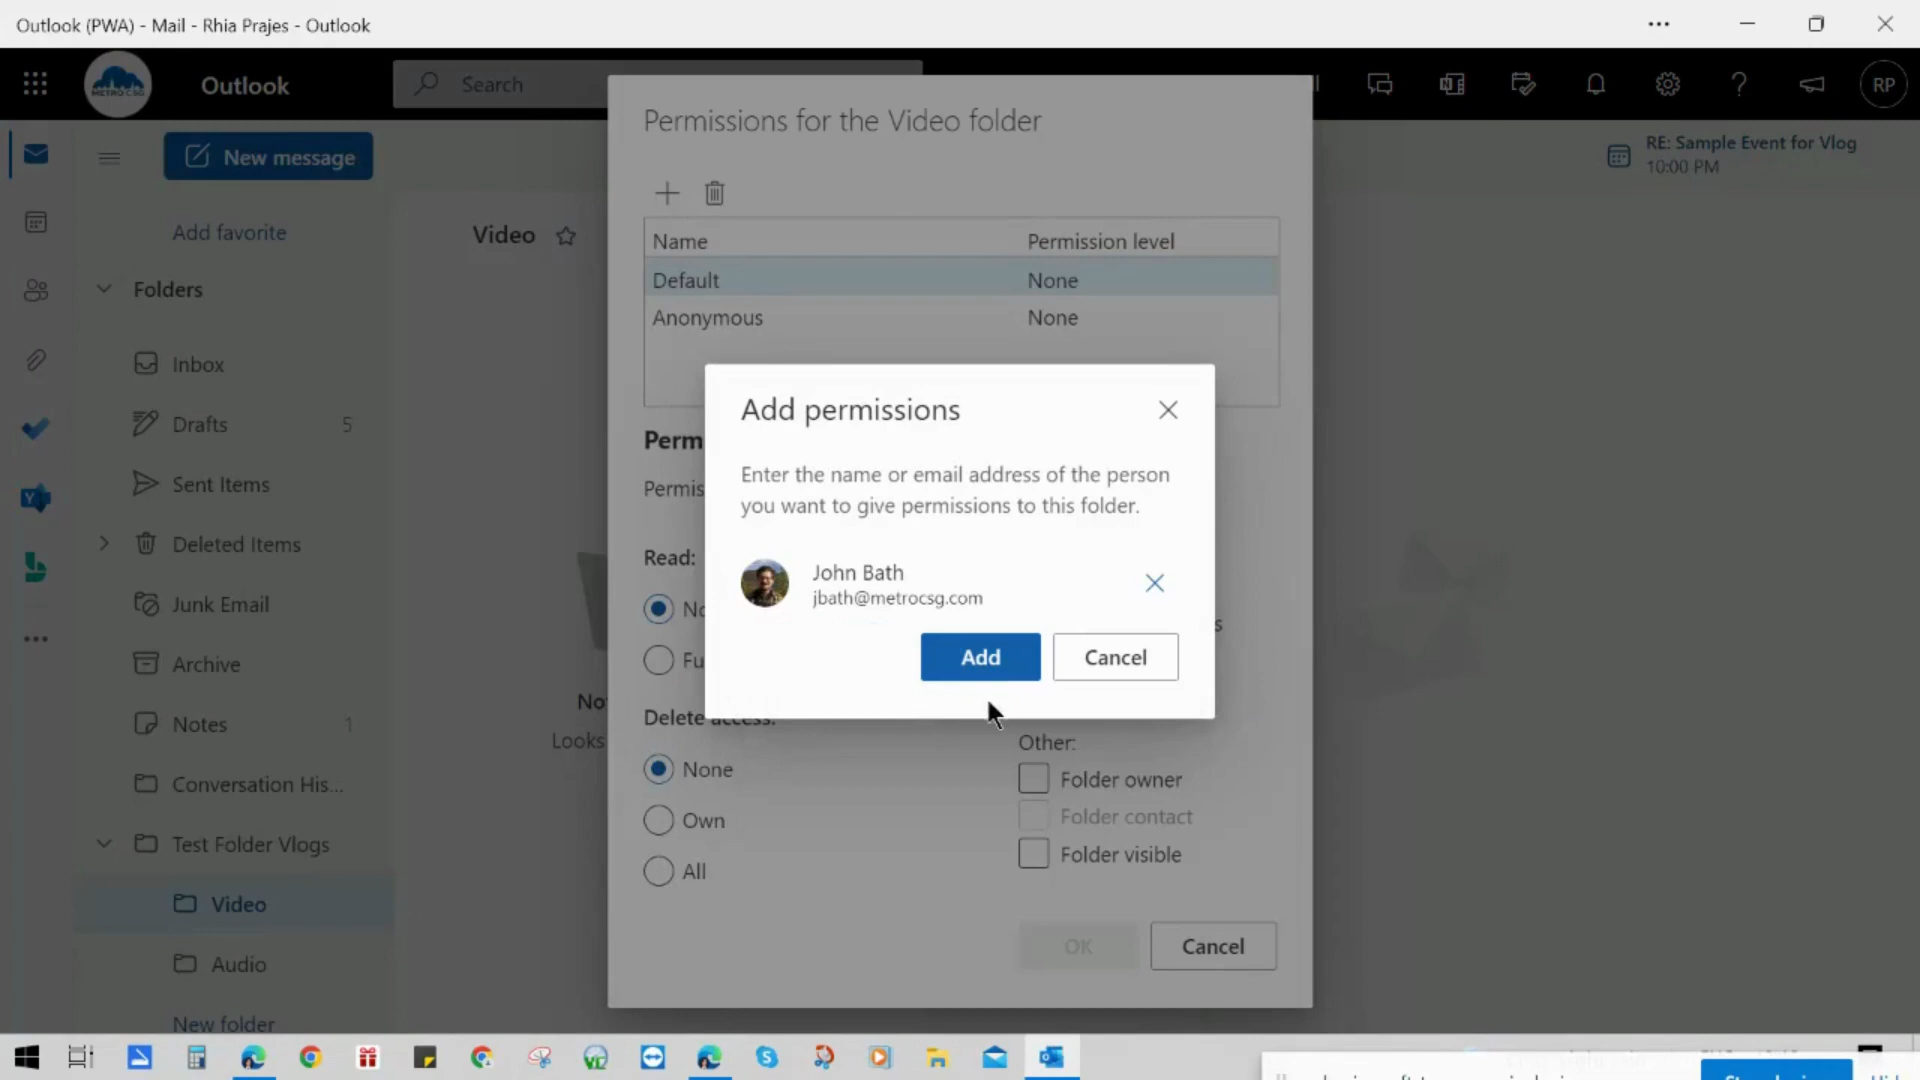 Outlook (PWA) - Mail - Rhia Prajes - Outlook
METRO CSG
Outlook
Search
RP
New message
RE: Sample Event for Vlog
10:00 PM
Add favorite
Folders
Inbox
Drafts 5
Sent Items
Deleted Items
Junk Email
Archive
Notes 1
Conversation His...
Test Folder Vlogs
Video
Audio
New folder
Video
Looks
Permissions for the Video folder
Name Permission level
Default None
Anonymous None
Perm
Permis
Read:
Delete access:
None
Own
All
Other:
Folder owner
Folder contact
Folder visible
OK Cancel
Add permissions
Enter the name or email address of the person
you want to give permissions to this folder.
John Bath
jbath@metrocsg.com
Add Cancel